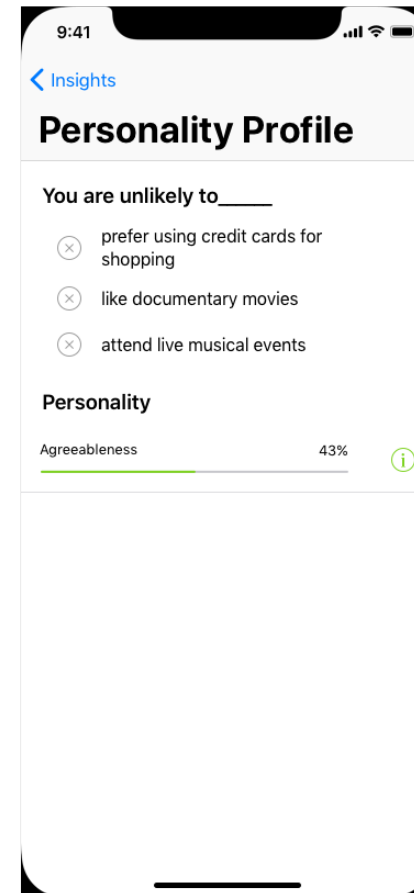 9:41
Insights
Personality Profile
You are unlikely to______
prefer using credit cards for
shopping
like documentary movies
attend live musical events
Personality
Agreeableness 43%